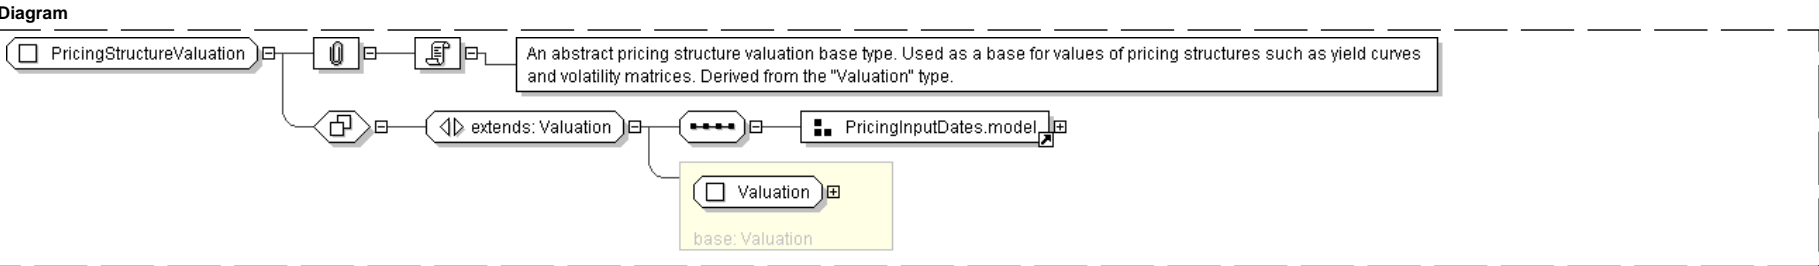 Diagram
PricingStructureValuation
An abstract pricing structure valuation base type. Used as a base for values of pricing structures such as yield curves
and volatility matrices. Derived from the "Valuation" type.
extends: Valuation
PricingInputDates.model
Valuation
base: Valuation